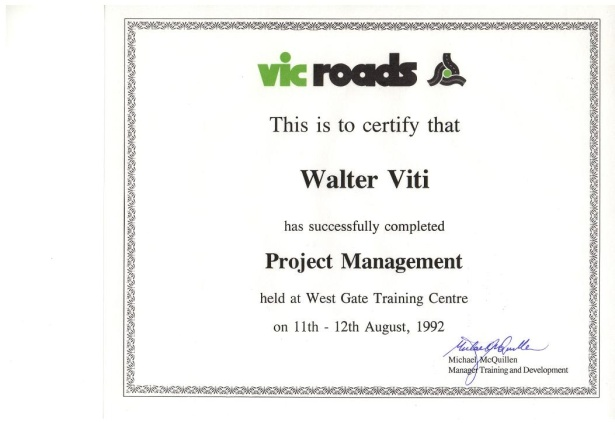 vic roads
This is to certify that
Walter Viti
has successfully completed
Project Management
held at West Gate Training Centre
on 11th - 12th August, 1992
Michael McQuillen
Manager Training and Development